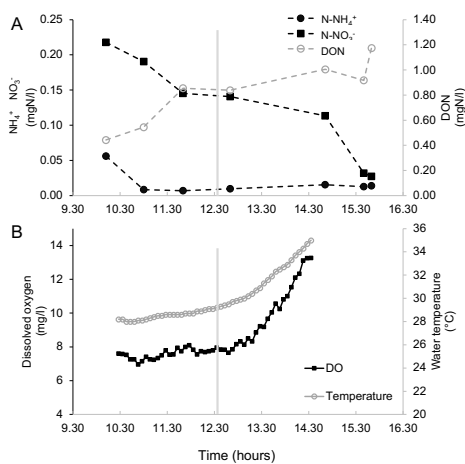 A
N-NH₄⁺
N-NO₃⁻
DON
NH₄⁺ NO₃⁻
(mgN/l)
0.25
0.20
0.15
0.10
0.05
0.00
1.40
1.20
1.00
0.80
0.60
0.40
0.20
0.00
DON
(mgN/l)
9.30 10.30 11.30 12.30 13.30 14.30 15.30 16.30
B
Dissolved oxygen
mg/l)
14
12
10
8
6
4
36
34
32
30
28
26
24
22
20
Water temperature
(°C)
DO
Temperature
9.30 10.30 11.30 12.30 13.30 14.30 15.30 16.30
Time (hours)